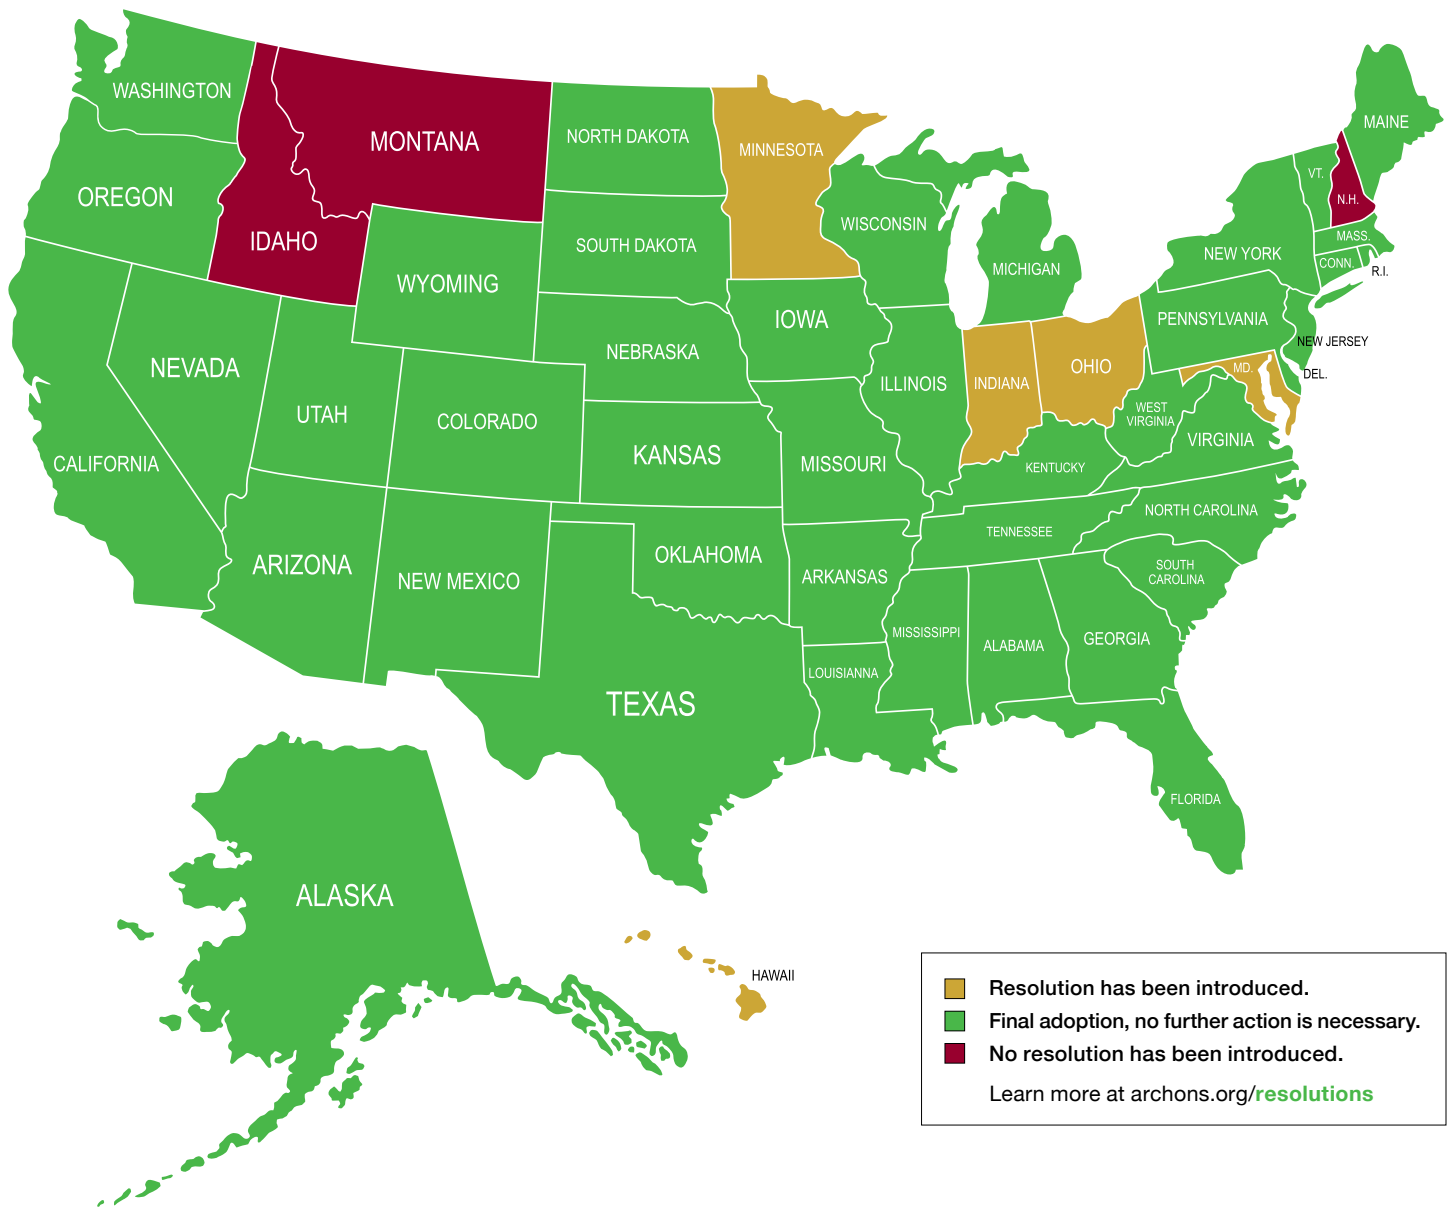 WASHINGTON
MONTANA
NORTH DAKOTA
MINNESOTA
MAINE
VT.
N.H.
OREGON
IDAHO
SOUTH DAKOTA
WISCONSIN
MICHIGAN
NEW YORK
MASS.
CONN.
R.I.
WYOMING
IOWA
NEBRASKA
PENNSYLVANIA
NEW JERSEY
NEVADA
UTAH
COLORADO
ILLINOIS
INDIANA
OHIO
MD.
DEL.
WEST
VIRGINIA
VIRGINIA
CALIFORNIA
KANSAS
MISSOURI
KENTUCKY
NORTH CAROLINA
TENNESSEE
ARIZONA
NEW MEXICO
OKLAHOMA
ARKANSAS
SOUTH
CAROLINA
MISSISSIPPI
ALABAMA
GEORGIA
LOUISIANNA
TEXAS
FLORIDA
ALASKA
HAWAII
Resolution has been introduced.
Final adoption, no further action is necessary.
No resolution has been introduced.
Learn more at archons.org/resolutions